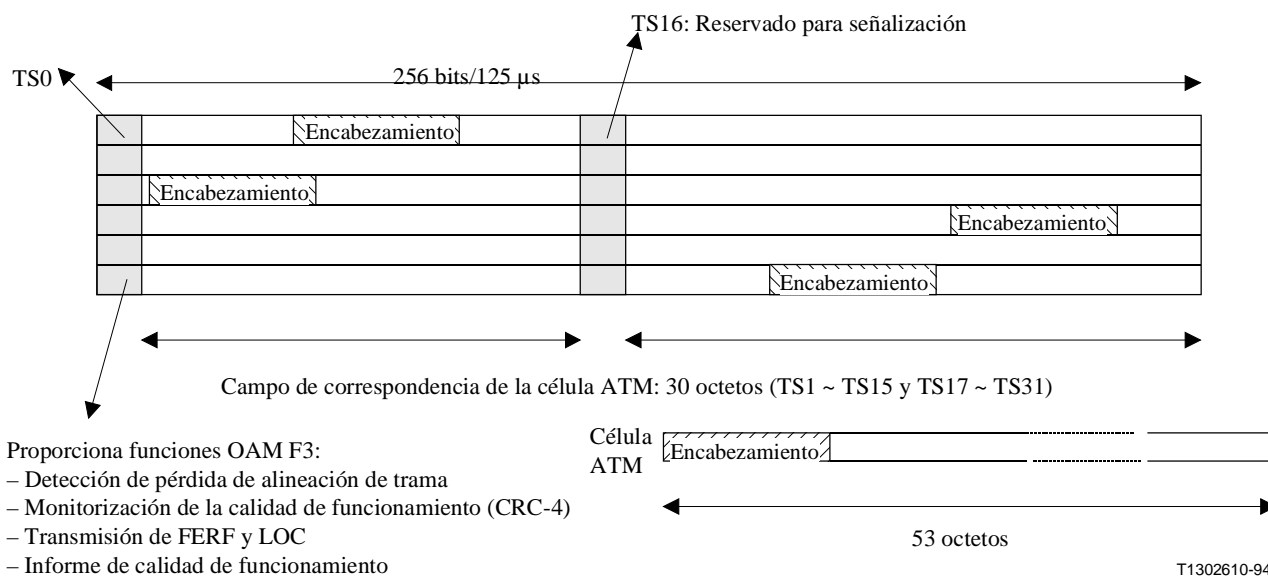 TS16: Reservado para señalización
TS0
256 bits/125 µs
Encabezamiento
Encabezamiento
Encabezamiento
Encabezamiento
Campo de correspondencia de la célula ATM: 30 octetos (TS1 ~ TS15 y TS17 ~ TS31)
Proporciona funciones OAM F3:
– Detección de pérdida de alineación de trama
– Monitorización de la calidad de funcionamiento (CRC-4)
– Transmisión de FERF y LOC
– Informe de calidad de funcionamiento
Célula
ATM
Encabezamiento
53 octetos
T1302610-94